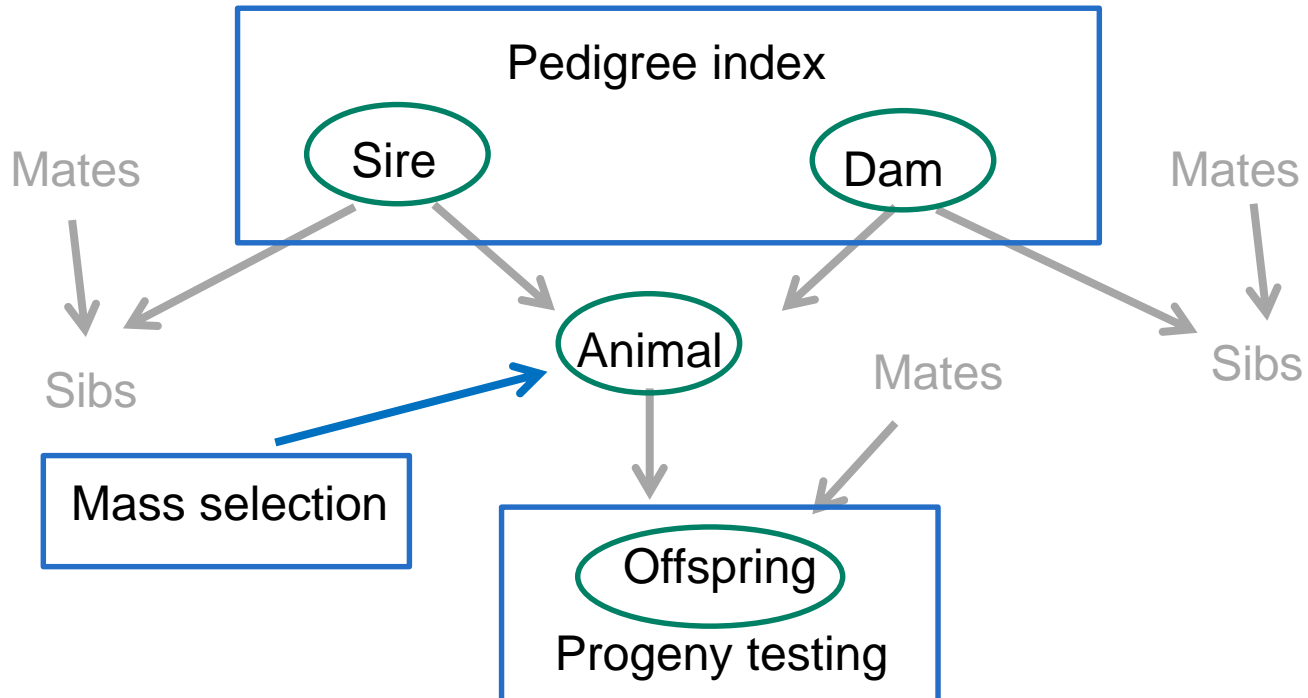 Pedigree index
Mates
Sire
Dam
Mates
Animal
Sibs
Mates
Sibs
Mass selection
Offspring
Progeny testing